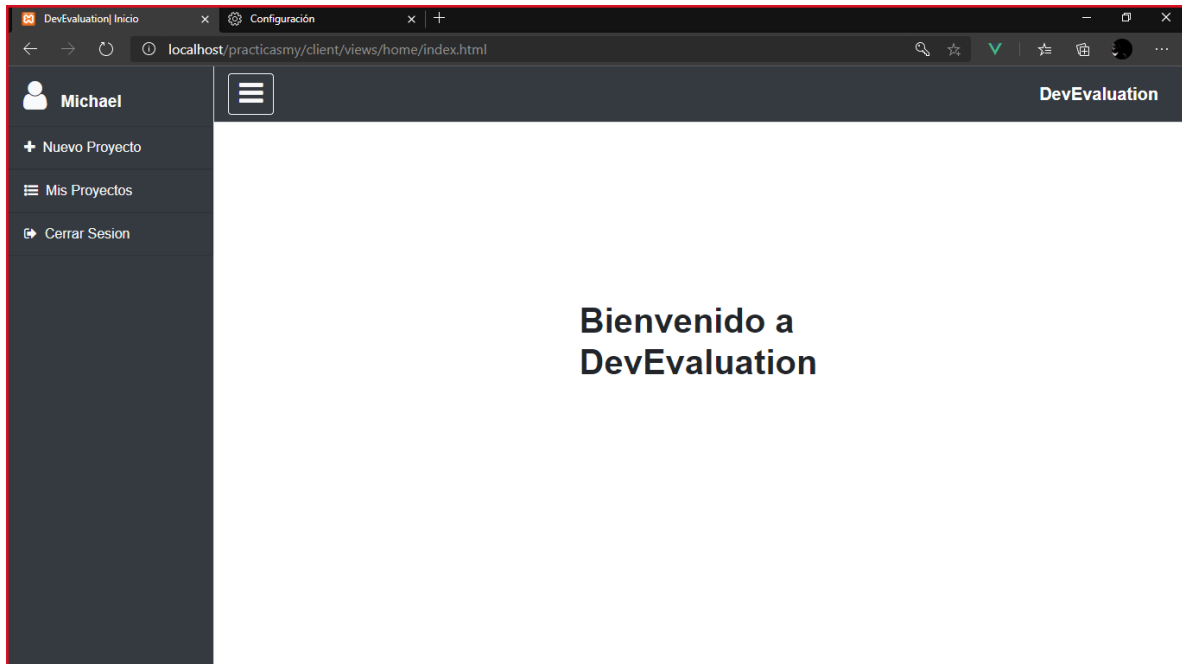 DevEvaluation| Inicio
Configuración
localhost/practicasmy/client/views/home/index.html
Michael
DevEvaluation
Nuevo Proyecto
Mis Proyectos
Cerrar Sesion
Bienvenido a
DevEvaluation